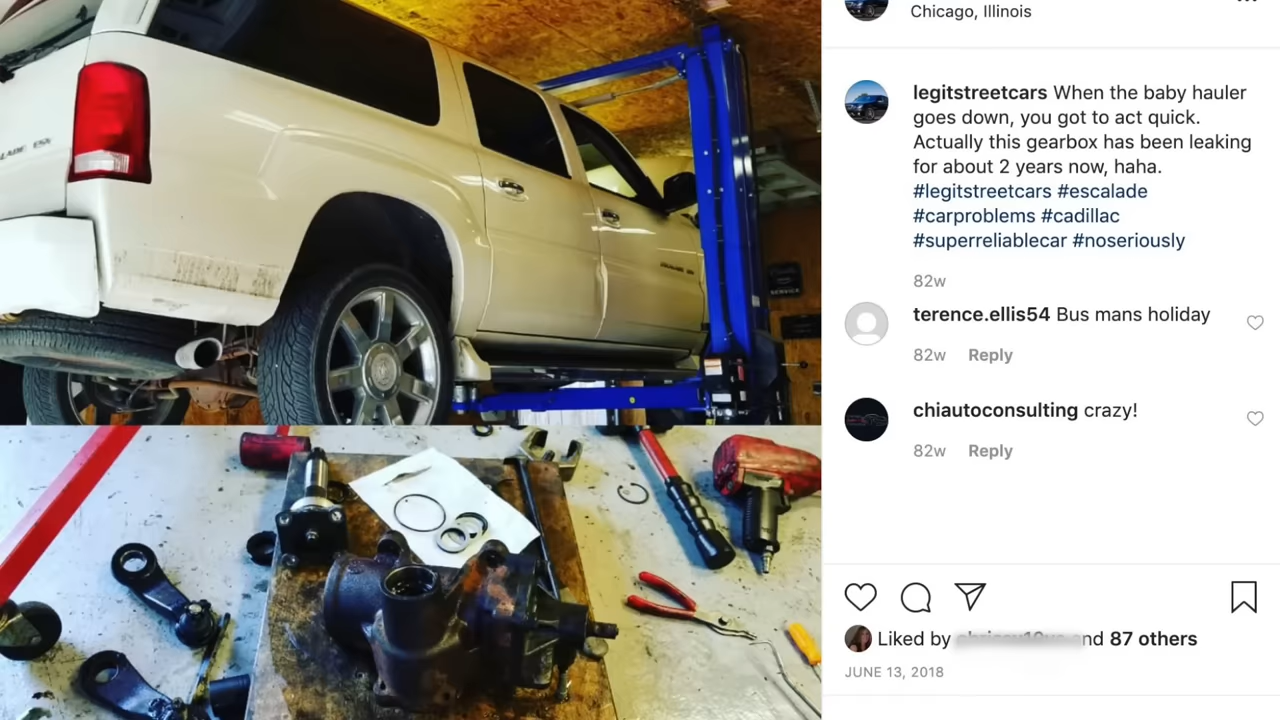 Chicago, Illinois
legitstreetcars When the baby hauler
goes down, you got to act quick.
Actually this gearbox has been leaking
for about 2 years now, haha.
#legitstreetcars #escalade
#carproblems #cadillac
#superreliablecar #noseriously
82w
terence.ellis54 Bus mans holiday
82w Reply
chiautoconsulting crazy!
82w Reply
Liked by and 87 others
JUNE 13, 2018
SERVICE